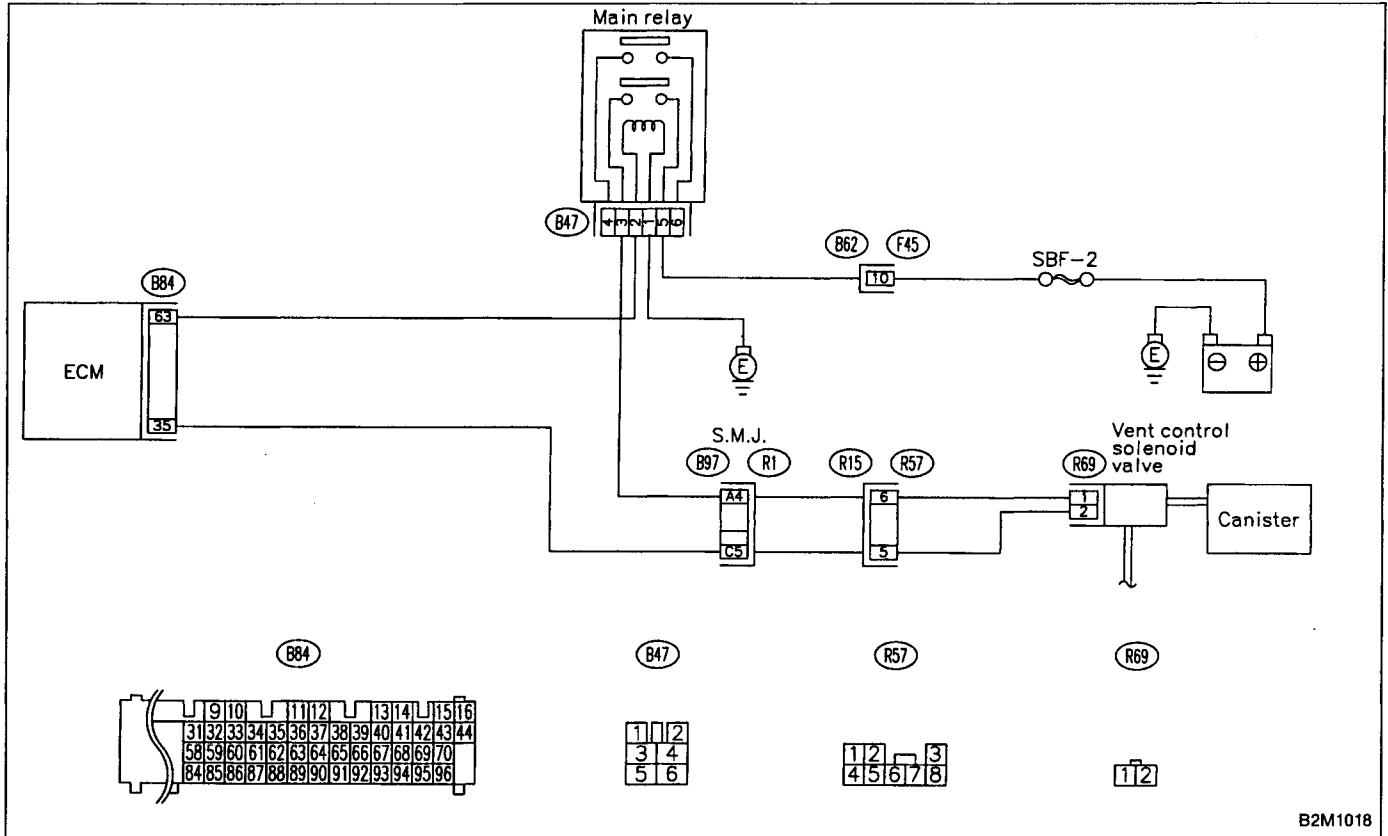 Main relay
B47
4 3 2 1 5 6
B62 F45
10
SBF-2
B84
63
35
ECM
E
E
⊖ ⊕
S.M.J.
B97 R1
A4
C5
R15 R57
6
5
Vent control
solenoid
valve
R69
1
2
Canister
B84
9 10 11 12 13 14 15 16
31 32 33 34 35 36 37 38 39 40 41 42 43 44
58 59 60 61 62 63 64 65 66 67 68 69 70
84 85 86 87 88 89 90 91 92 93 94 95 96
B47
1 2
3 4
5 6
R57
1 2 3
4 5 6 7 8
R69
1 2
B2M1018